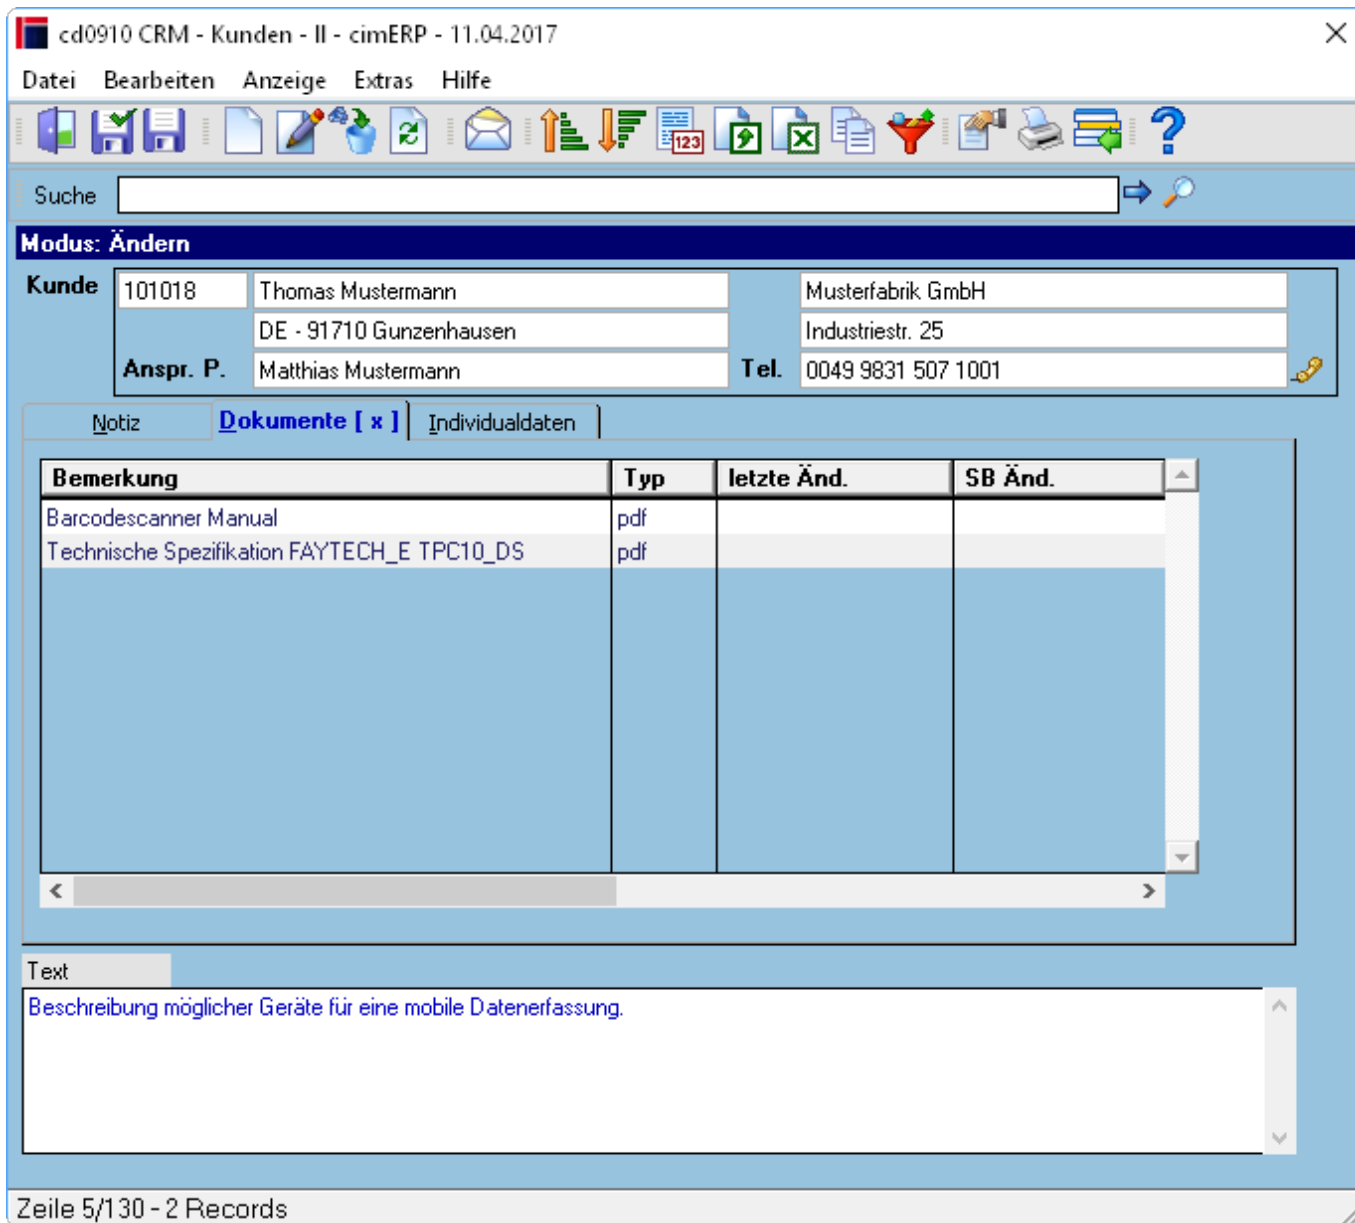 cd0910 CRM - Kunden - II - cimERP - 11.04.2017
Datei Bearbeiten Anzeige Extras Hilfe
123
Suche
Modus: Ändern
Kunde 101018 Thomas Mustermann Musterfabrik GmbH
DE - 91710 Gunzenhausen Industriestr. 25
Anspr. P. Matthias Mustermann Tel. 0049 9831 507 1001
Notiz Dokumente [ x ] Individualdaten
Bemerkung Typ letzte Änd. SB Änd.
Barcodescanner Manual pdf
Technische Spezifikation FAYTECH_E TPC10_DS pdf
Text
Beschreibung möglicher Geräte für eine mobile Datenerfassung.
Zeile 5/130 - 2 Records